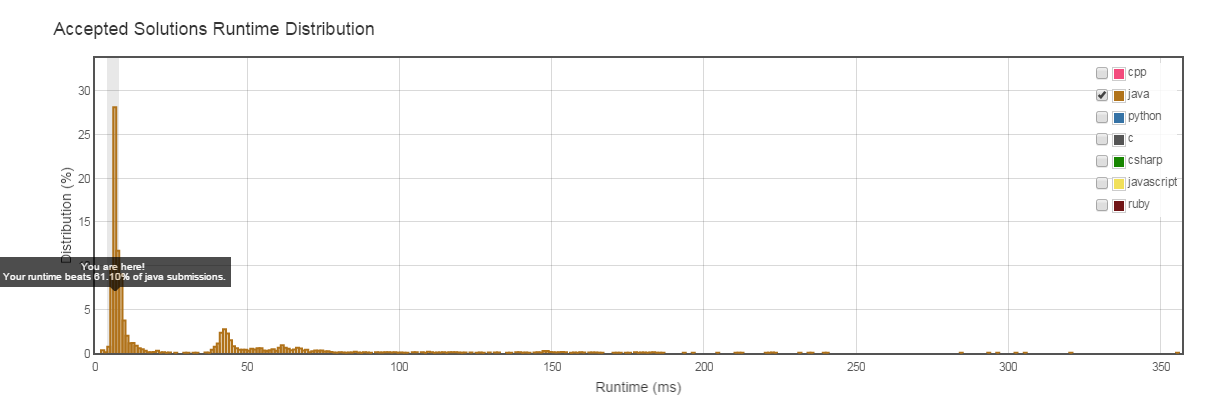 Accepted Solutions Runtime Distribution
cpp
java
python
c
csharp
javascript
ruby
Distribution (%)
30
25
20
15
10
5
0
You are here!
Your runtime beats 61.10% of java submissions.
0
50
100
150
200
250
300
350
Runtime (ms)